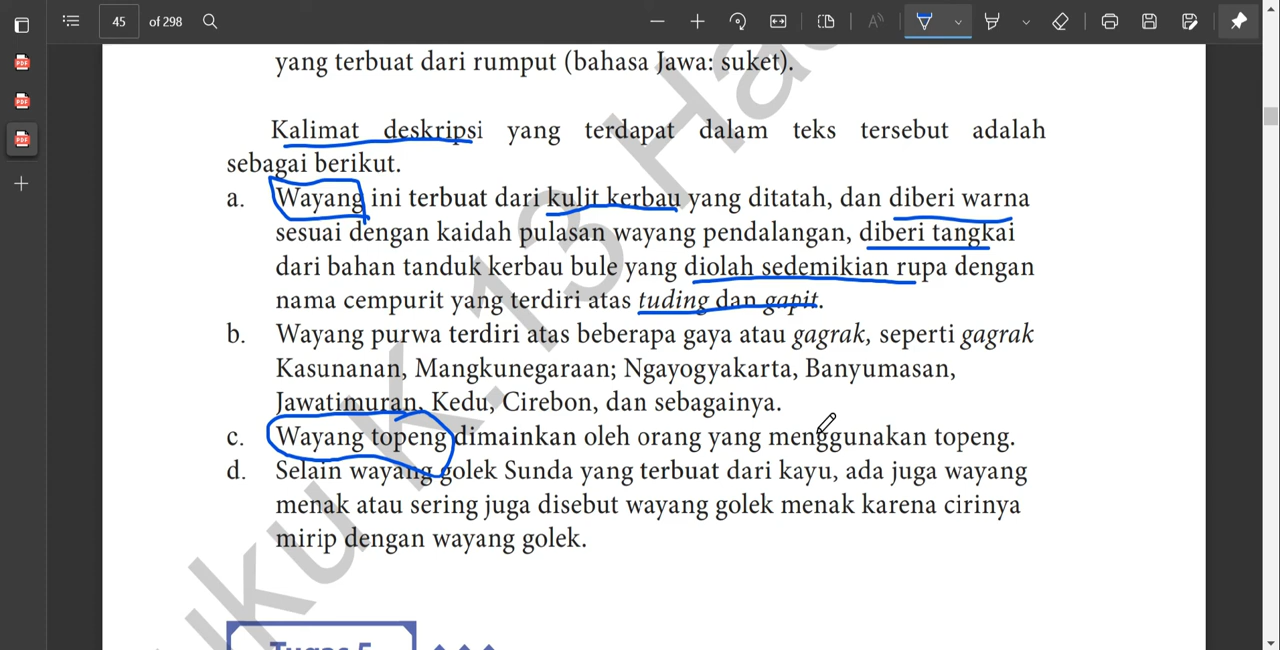 45 of 298
yang terbuat dari rumput (bahasa Jawa: suket).
Kalimat deskripsi yang terdapat dalam teks tersebut adalah
sebagai berikut.
a. Wayang ini terbuat dari kulit kerbau yang ditatah, dan diberi warna
sesuai dengan kaidah pulasan wayang pendalangan, diberi tangkai
dari bahan tanduk kerbau bule yang diolah sedemikian rupa dengan
nama cempurit yang terdiri atas tuding dan gapit.
b. Wayang purwa terdiri atas beberapa gaya atau gagrak, seperti gagrak
Kasunanan, Mangkunegaraan; Ngayogyakarta, Banyumasan,
Jawatimuran, Kedu, Cirebon, dan sebagainya.
c. Wayang topeng dimainkan oleh orang yang menggunakan topeng.
d. Selain wayang golek Sunda yang terbuat dari kayu, ada juga wayang
menak atau sering juga disebut wayang golek menak karena cirinya
mirip dengan wayang golek.